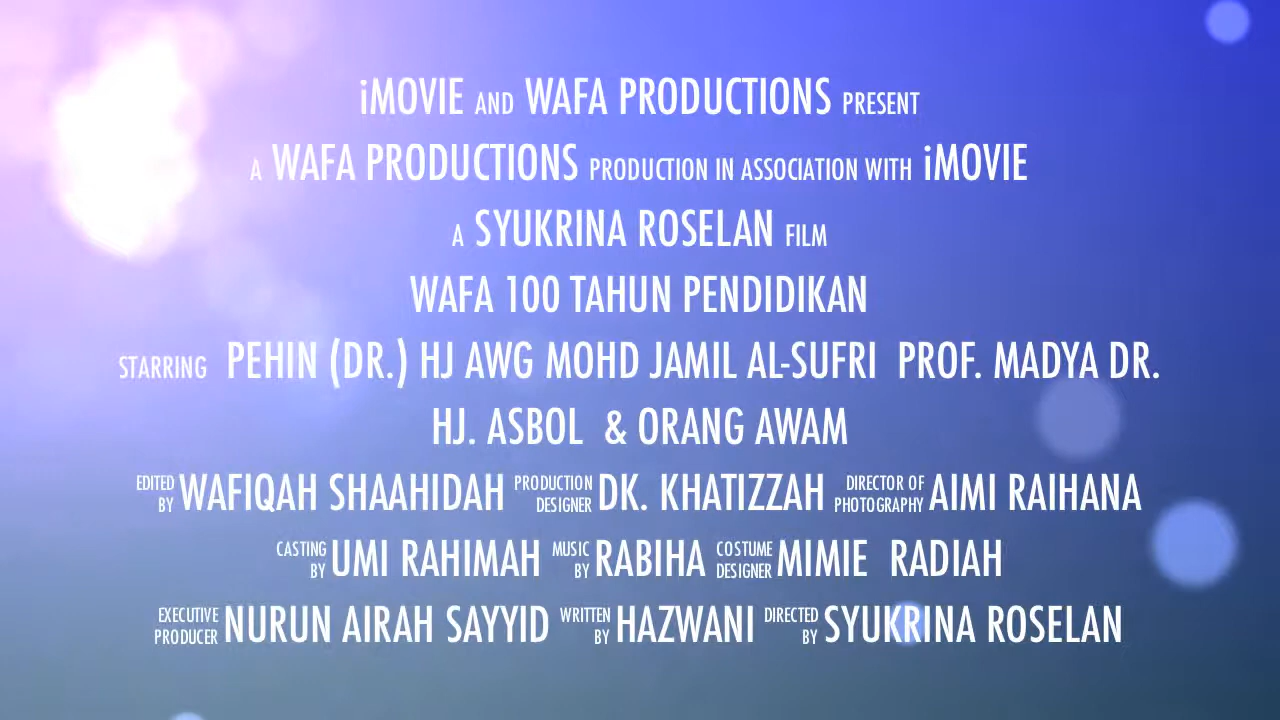 iMOVIE AND WAFA PRODUCTIONS PRESENT
A WAFA PRODUCTIONS PRODUCTION IN ASSOCIATION WITH iMOVIE
A SYUKRINA ROSELAN FILM
WAFA 100 TAHUN PENDIDIKAN
STARRING PEHIN (DR.) HJ AWG MOHD JAMIL AL-SUFRI PROF. MADYA DR.
HJ. ASBOL & ORANG AWAM
EDITED BY WAFIQAH SHAAHIDAH PRODUCTION DESIGNER DK. KHATIZZAH DIRECTOR OF PHOTOGRAPHY AIMI RAIHANA
CASTING BY UMI RAHIMAH MUSIC BY RABIHA COSTUME DESIGNER MIMIE RADIAH
EXECUTIVE PRODUCER NURUN AIRAH SAYYID WRITTEN BY HAZWANI DIRECTED BY SYUKRINA ROSELAN